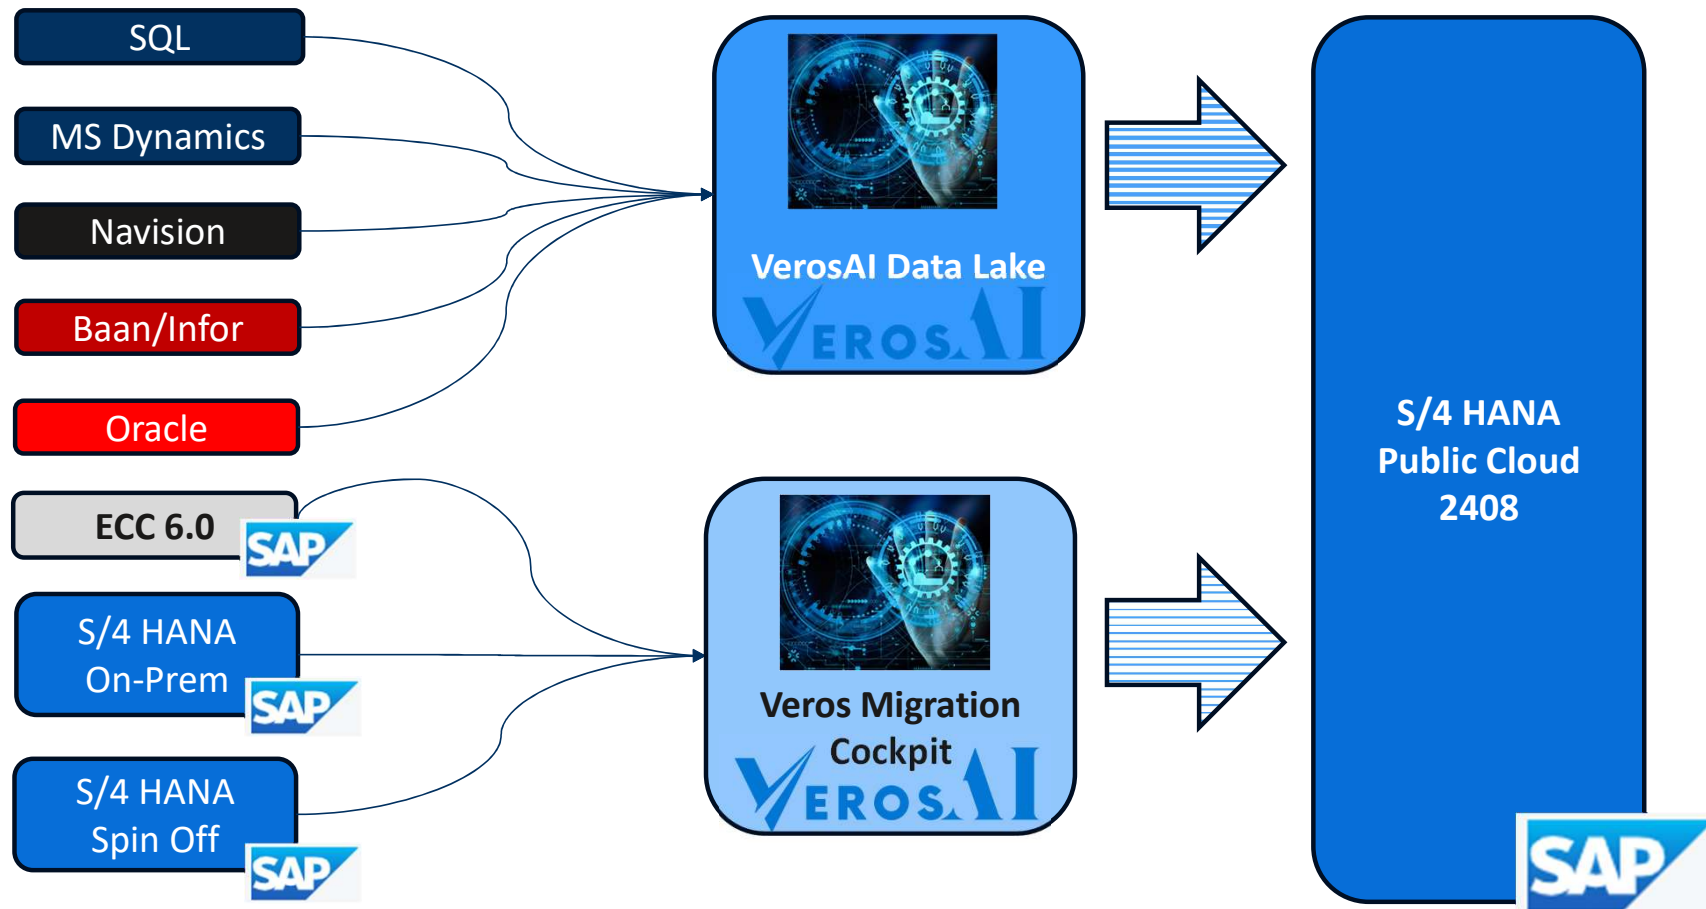 SQL
MS Dynamics
Navision
Baan/Infor
Oracle
ECC 6.0
SAP
S/4 HANA
On-Prem
SAP
S/4 HANA
Spin Off
SAP
VerosAI Data Lake
VEROS AI
Veros Migration
Cockpit
VEROS AI
S/4 HANA
Public Cloud
2408
SAP